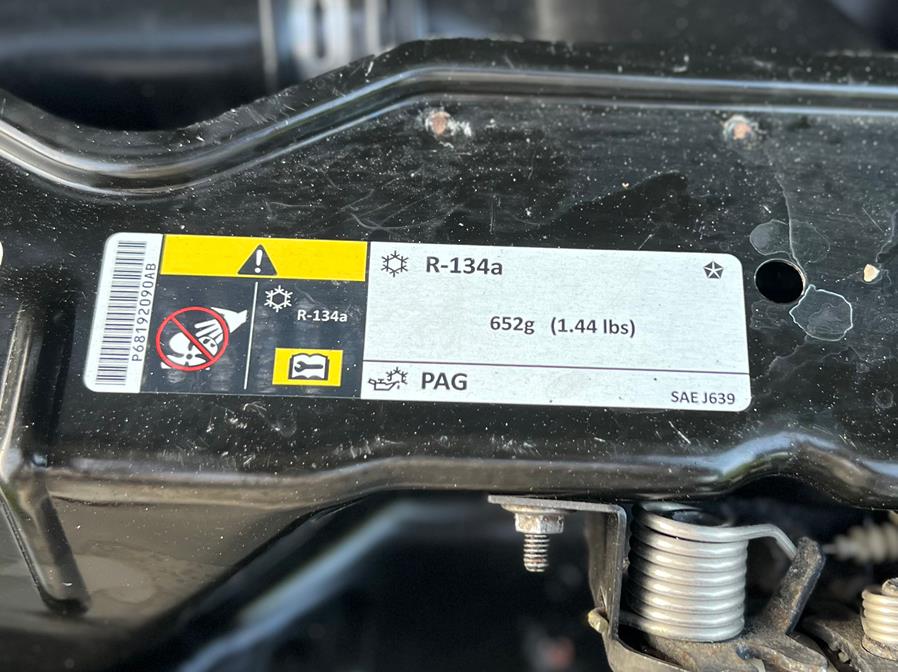 P68192090AB
R-134a
R-134a
652g (1.44 lbs)
PAG
SAE J639